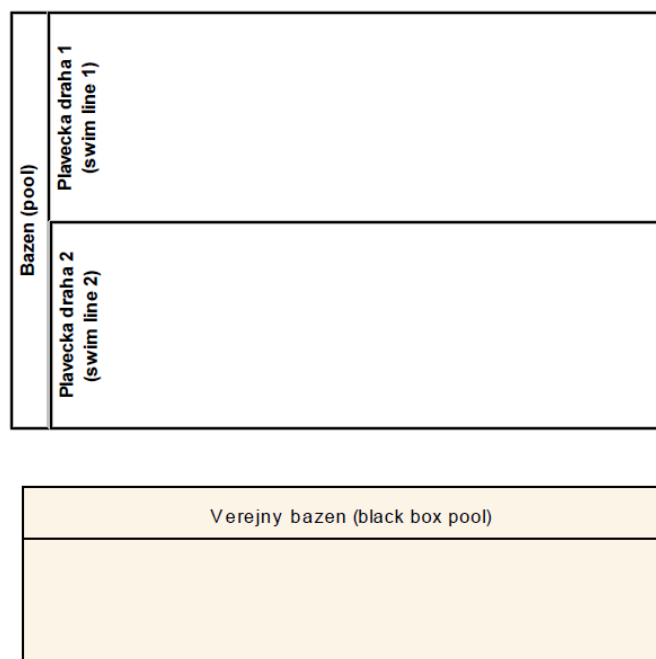 Bazen (pool)
Plavecka draha 1
(swim line 1)
Plavecka draha 2
(swim line 2)
Verejny bazen (black box pool)